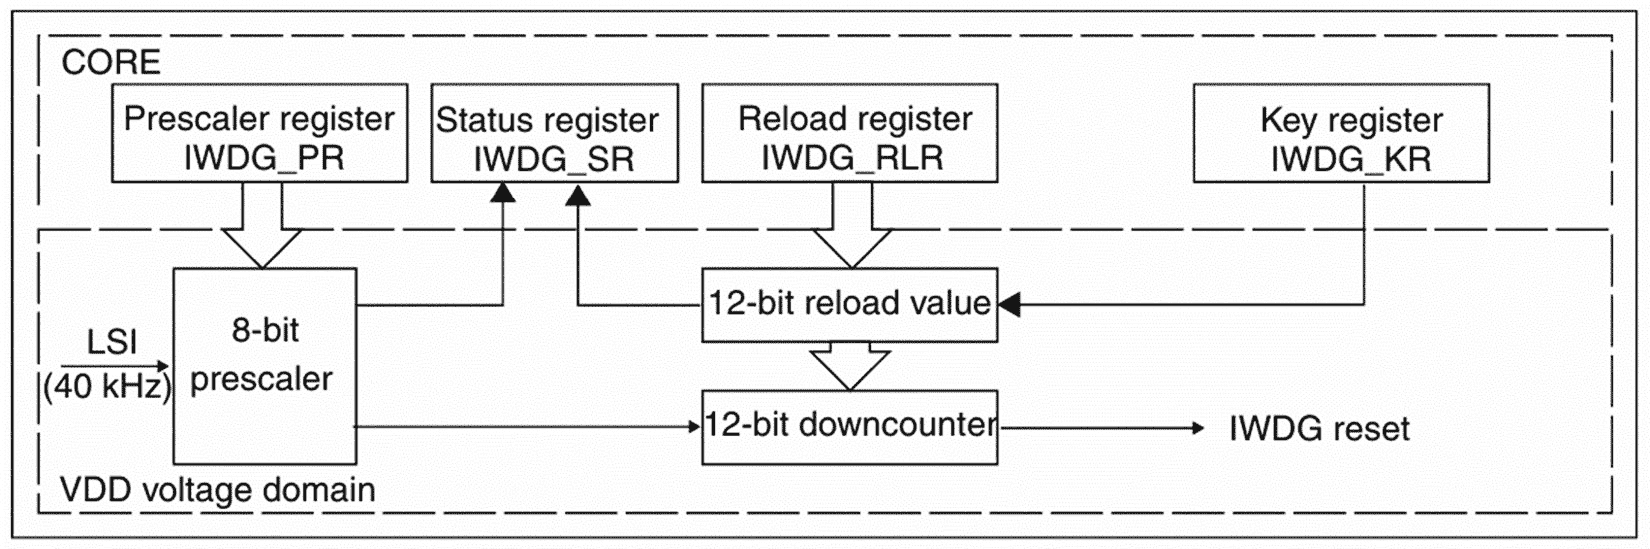 CORE
Prescaler register
IWDG_PR
Status register
IWDG_SR
Reload register
IWDG_RLR
Key register
IWDG_KR
LSI
(40 kHz)
8-bit
prescaler
12-bit reload value
12-bit downcounter
IWDG reset
VDD voltage domain